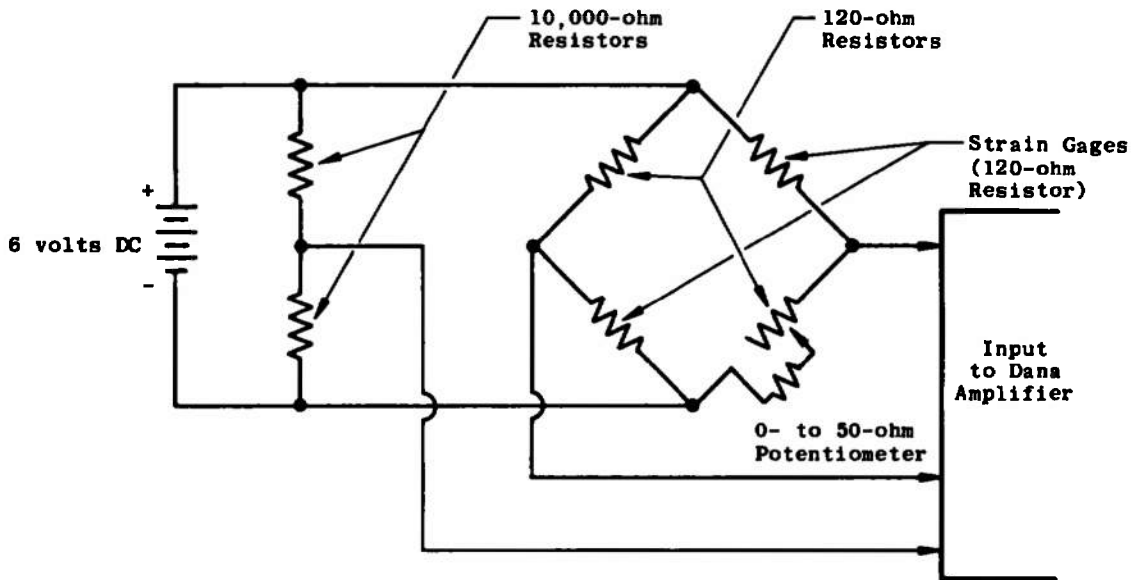 10,000-ohm
Resistors
120-ohm
Resistors
Strain Gages
(120-ohm
Resistor)
+
6 volts DC
-
Input
to Dana
Amplifier
0- to 50-ohm
Potentiometer